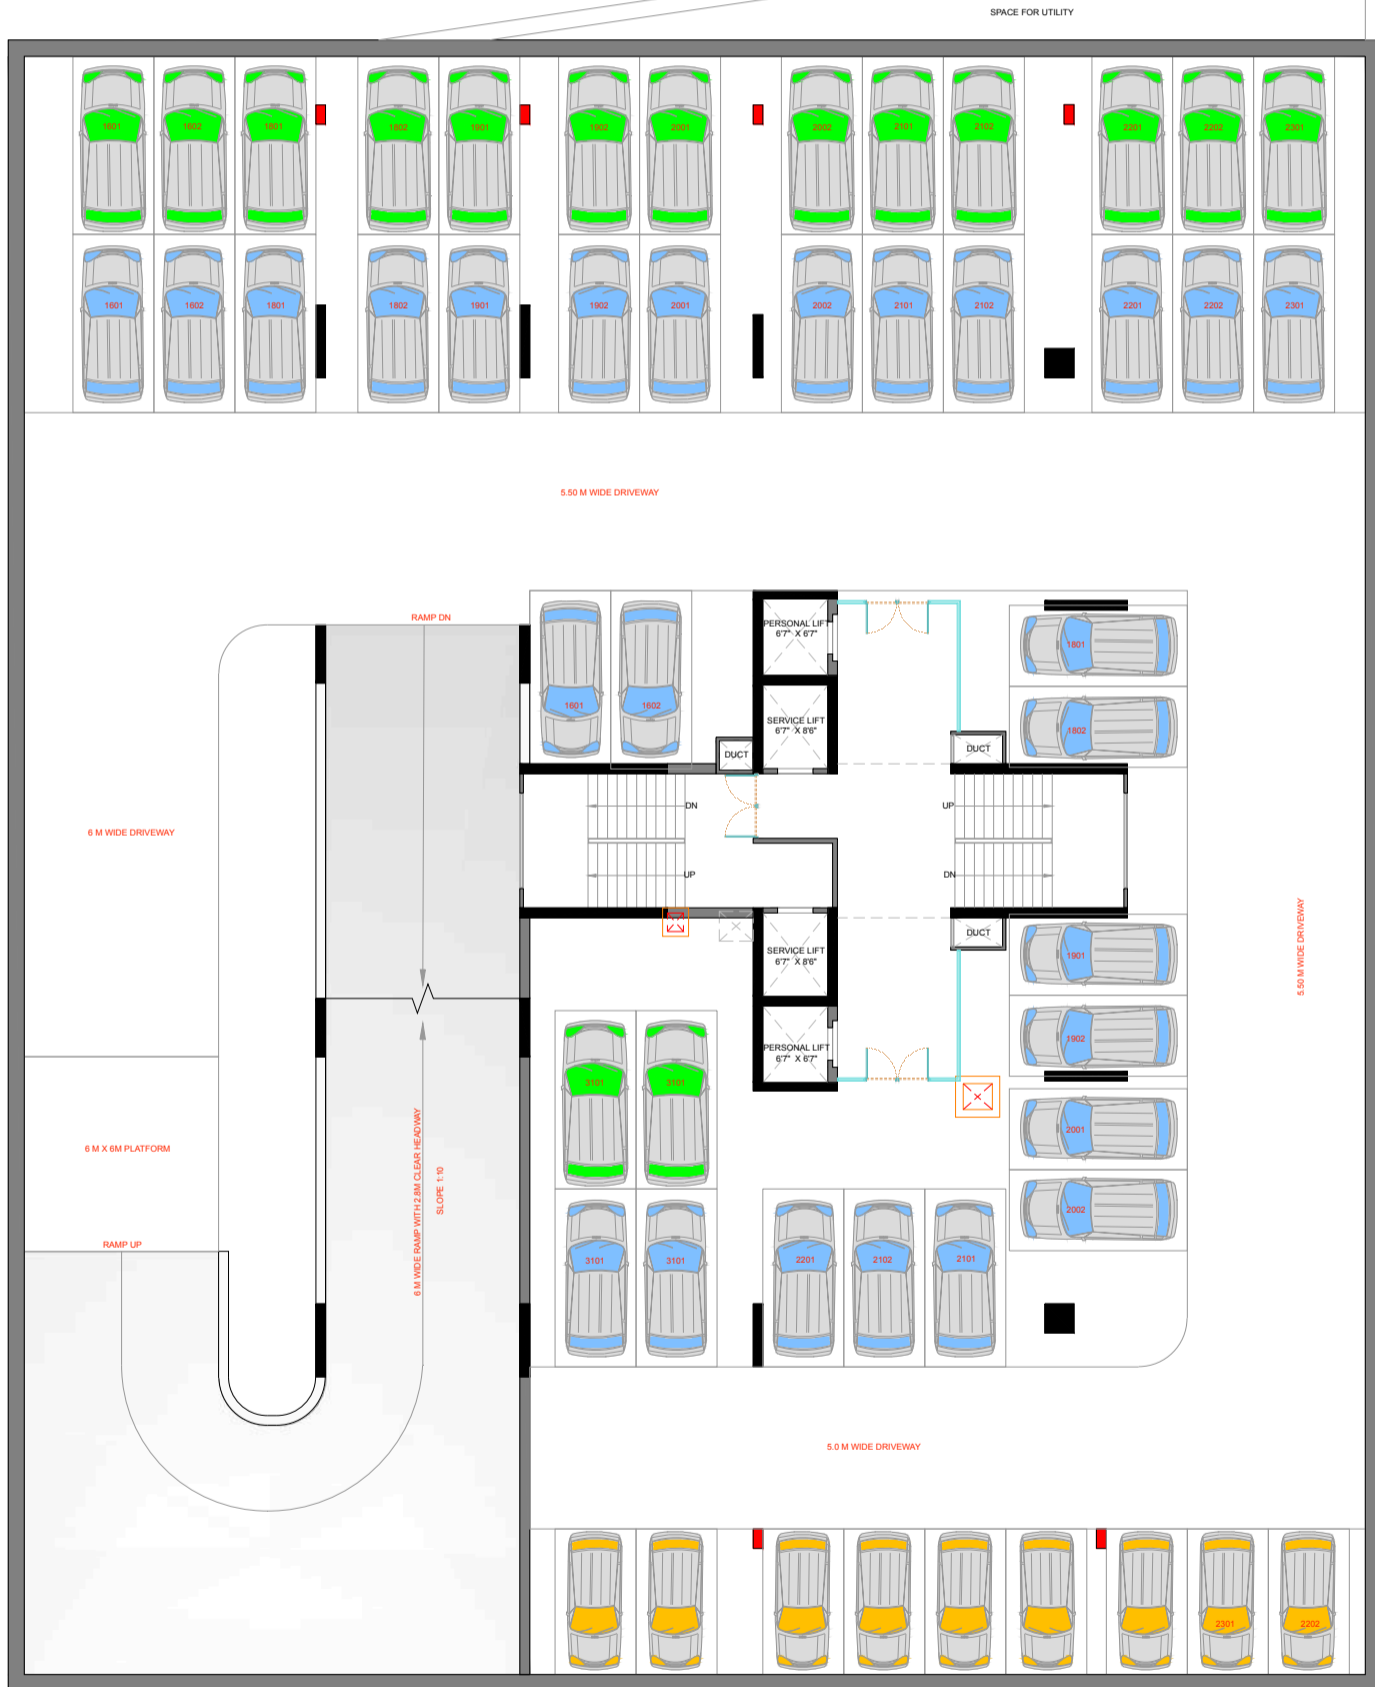 SPACE FOR UTILITY
1601 1602 1801 1802 1901 1902 2001 2002 2101 2102 2201 2202 2301
1601 1602 1801 1802 1901 1902 2001 2002 2101 2102 2201 2202 2301
5.50 M WIDE DRIVEWAY
RAMP DN
PERSONAL LIFT
6'7" X 6'7"
1801
1601 1602
SERVICE LIFT
6'7" X 8'6"
1802
DUCT
DUCT
DN
UP
6 M WIDE DRIVEWAY
UP
DN
DUCT
SERVICE LIFT
6'7" X 8'6"
1901
5.50 M WIDE DRIVEWAY
1902
PERSONAL LIFT
6'7" X 6'7"
3101 3101
2001
6 M X 6M PLATFORM
6 M WIDE RAMP WITH 2.8M CLEAR HEADWAY
SLOPE 1:10
2002
RAMP UP
3101 3101 2201 2102 2101
5.0 M WIDE DRIVEWAY
2301 2202